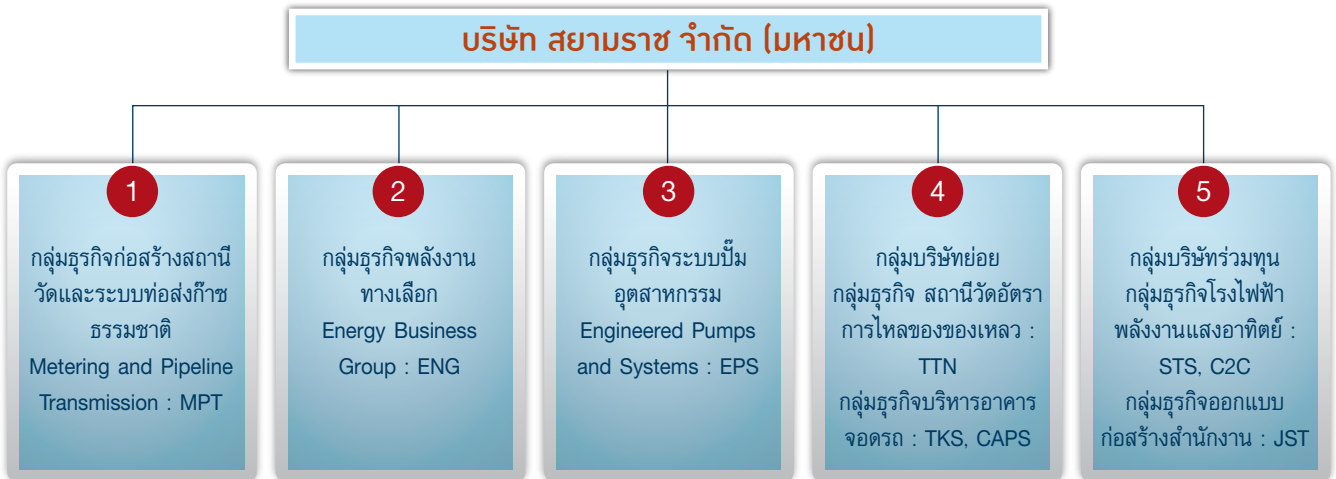 บริษัท สยามราช จำกัด (มหาชน)
1
กลุ่มธุรกิจก่อสร้างสถานี
วัดและระบบท่อส่งก๊าซ
ธรรมชาติ
Metering and Pipeline
Transmission : MPT
2
กลุ่มธุรกิจพลังงาน
ทางเลือก
Energy Business
Group : ENG
3
กลุ่มธุรกิจระบบปั๊ม
อุตสาหกรรม
Engineered Pumps
and Systems : EPS
4
กลุ่มบริษัทย่อย
กลุ่มธุรกิจ สถานีวัดอัตรา
การไหลของของเหลว :
TTN
กลุ่มธุรกิจบริหารอาคาร
จอดรถ : TKS, CAPS
5
กลุ่มบริษัทร่วมทุน
กลุ่มธุรกิจโรงไฟฟ้า
พลังงานแสงอาทิตย์ :
STS, C2C
กลุ่มธุรกิจออกแบบ
ก่อสร้างสำนักงาน : JST